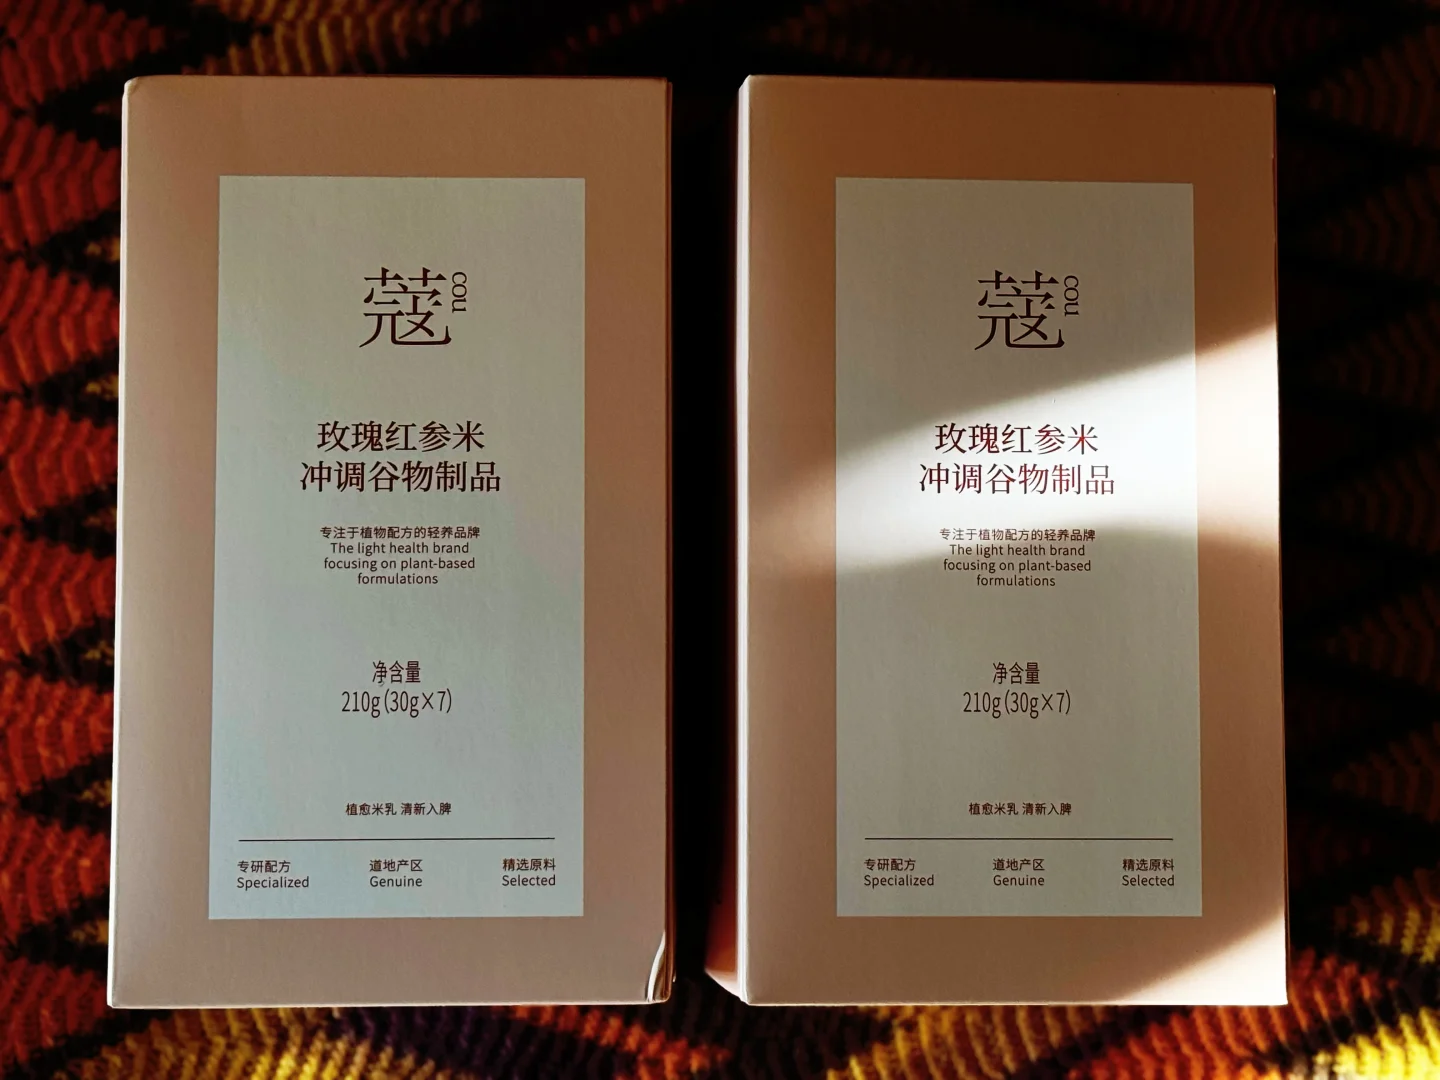 蔻
cou
玫瑰红参米
冲调谷物制品
专注于植物配方的轻养品牌
The light health brand
focusing on plant-based
formulations
净含量
210g(30g×7)
植愈米乳 清新入脾
专研配方 道地产区 精选原料
Specialized Genuine Selected
蔻
cou
玫瑰红参米
冲调谷物制品
专注于植物配方的轻养品牌
The light health brand
focusing on plant-based
formulations
净含量
210g(30g×7)
植愈米乳 清新入脾
专研配方 道地产区 精选原料
Specialized Genuine Selected